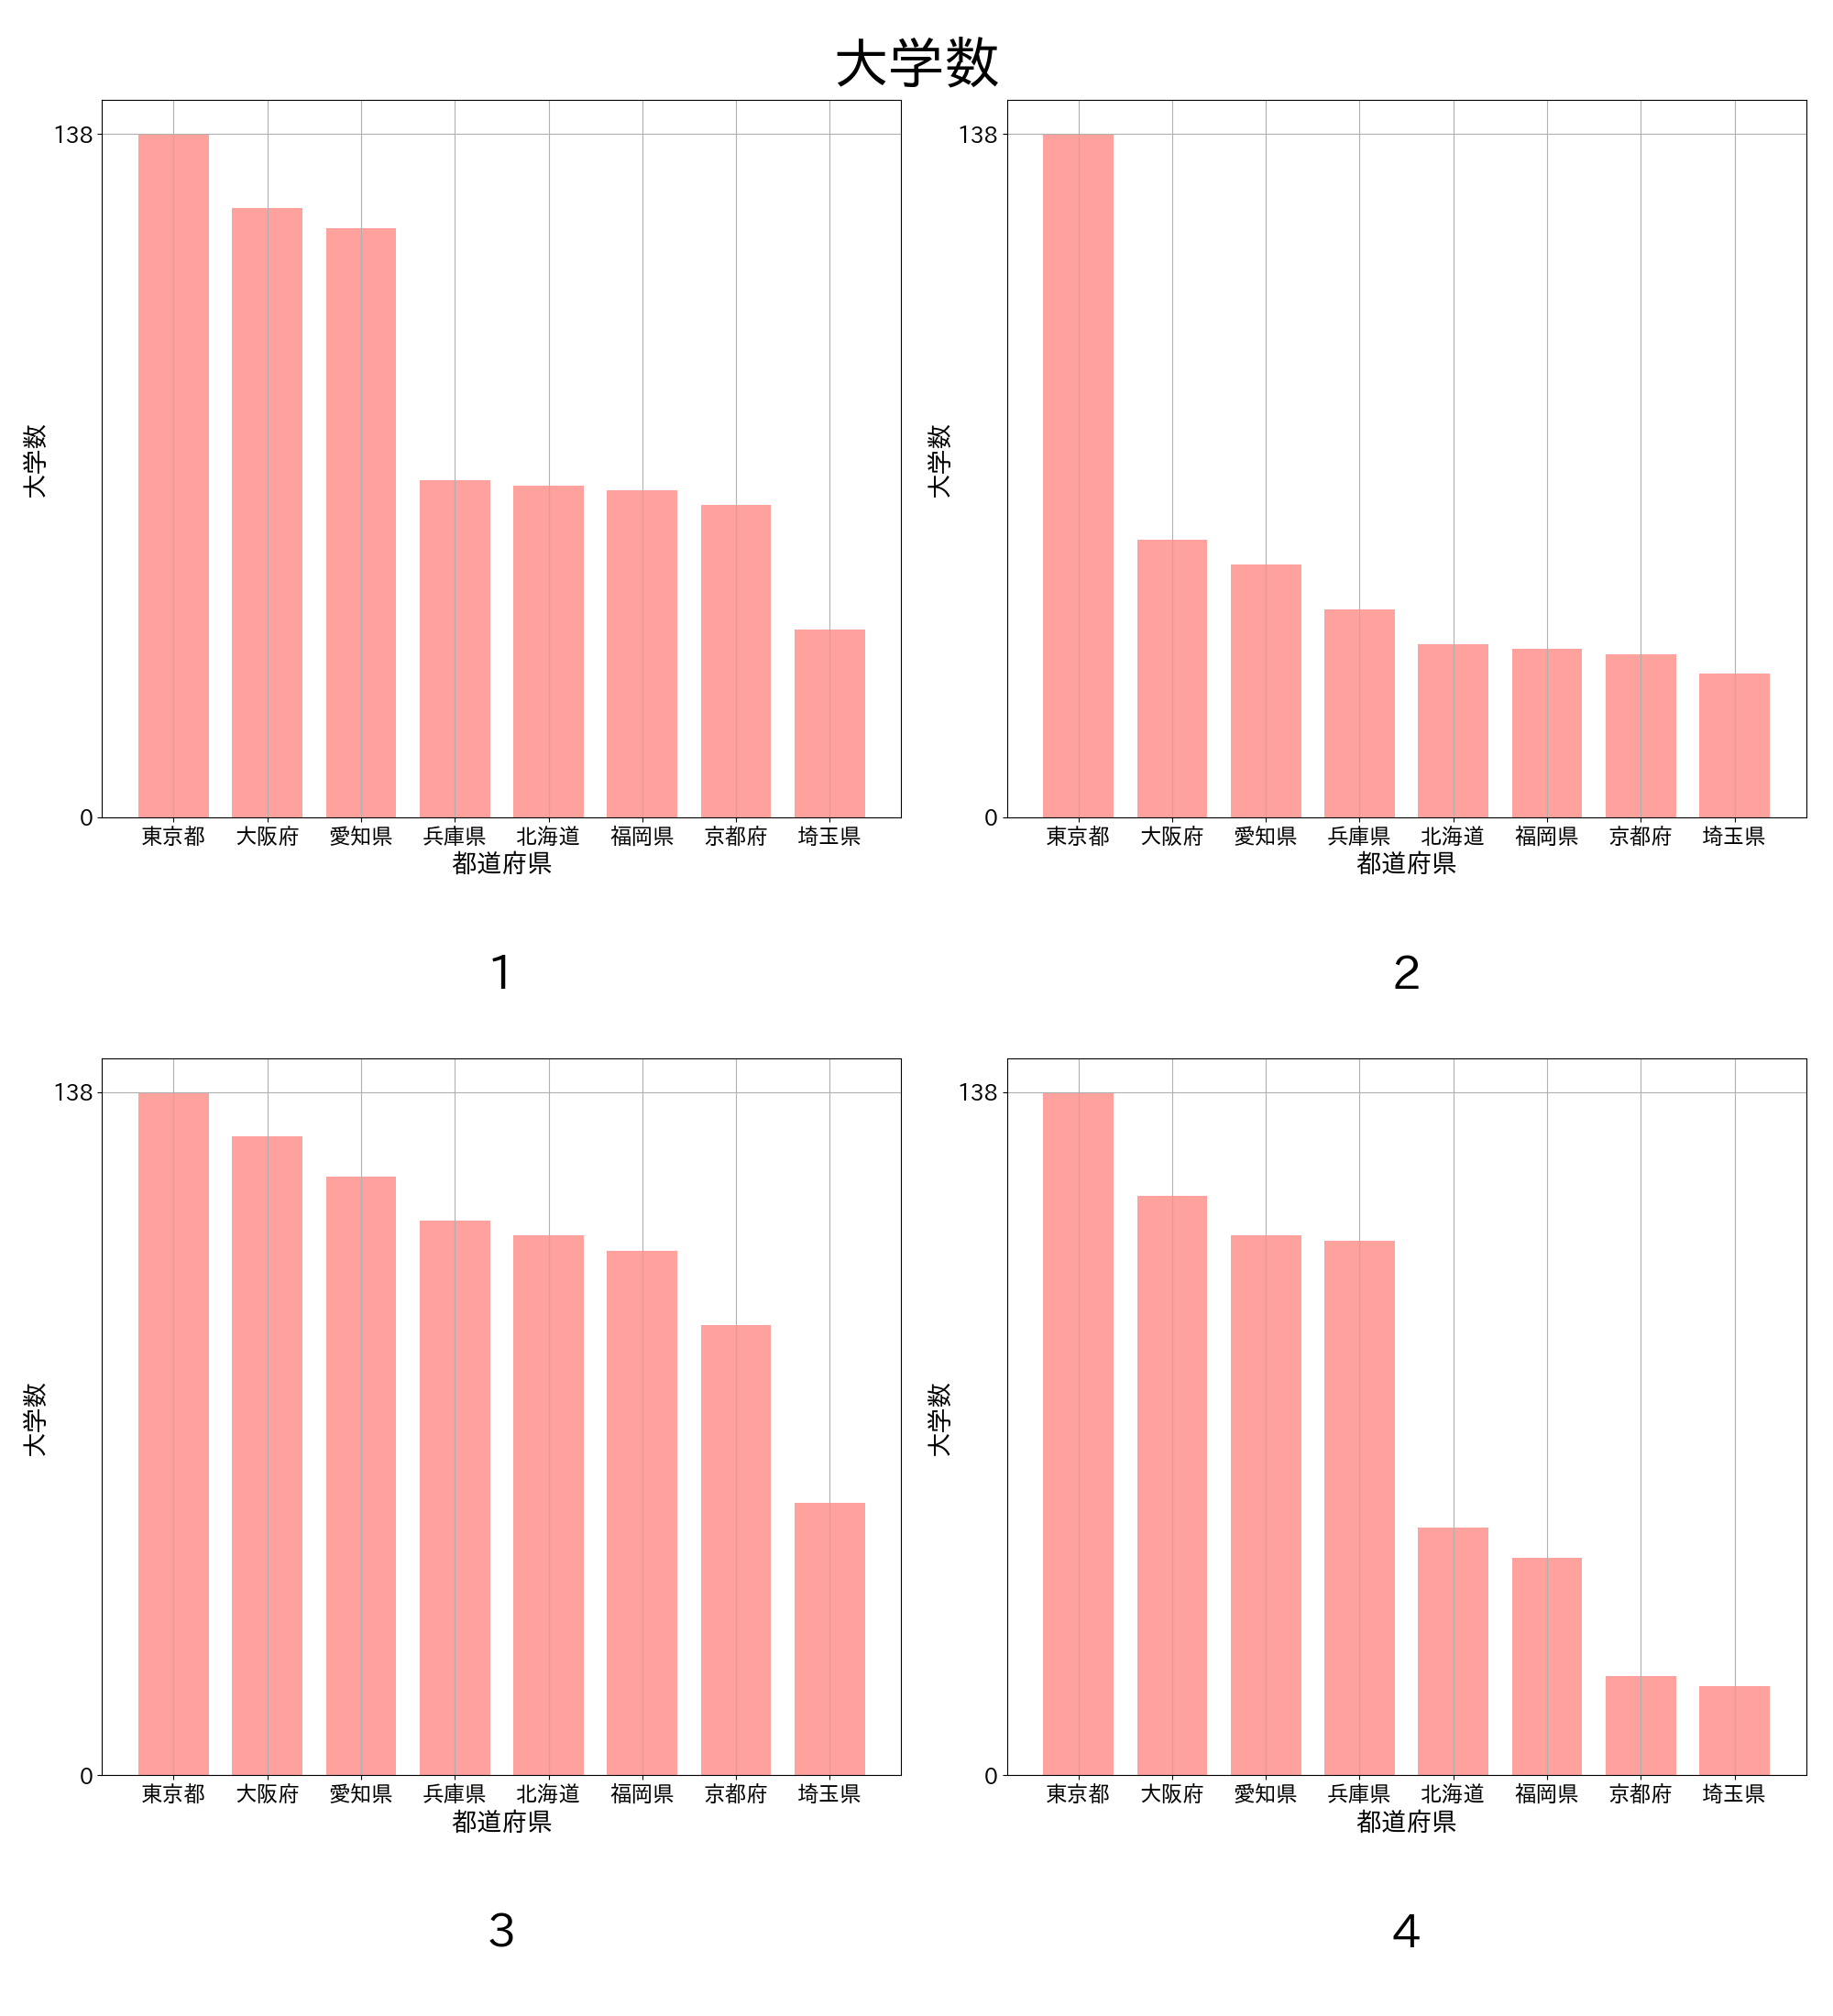 大学数
138
0
大学数
東京都 大阪府 愛知県 兵庫県 北海道 福岡県 京都府 埼玉県
都道府県
1
138
0
大学数
東京都 大阪府 愛知県 兵庫県 北海道 福岡県 京都府 埼玉県
都道府県
2
138
0
大学数
東京都 大阪府 愛知県 兵庫県 北海道 福岡県 京都府 埼玉県
都道府県
3
138
0
大学数
東京都 大阪府 愛知県 兵庫県 北海道 福岡県 京都府 埼玉県
都道府県
4